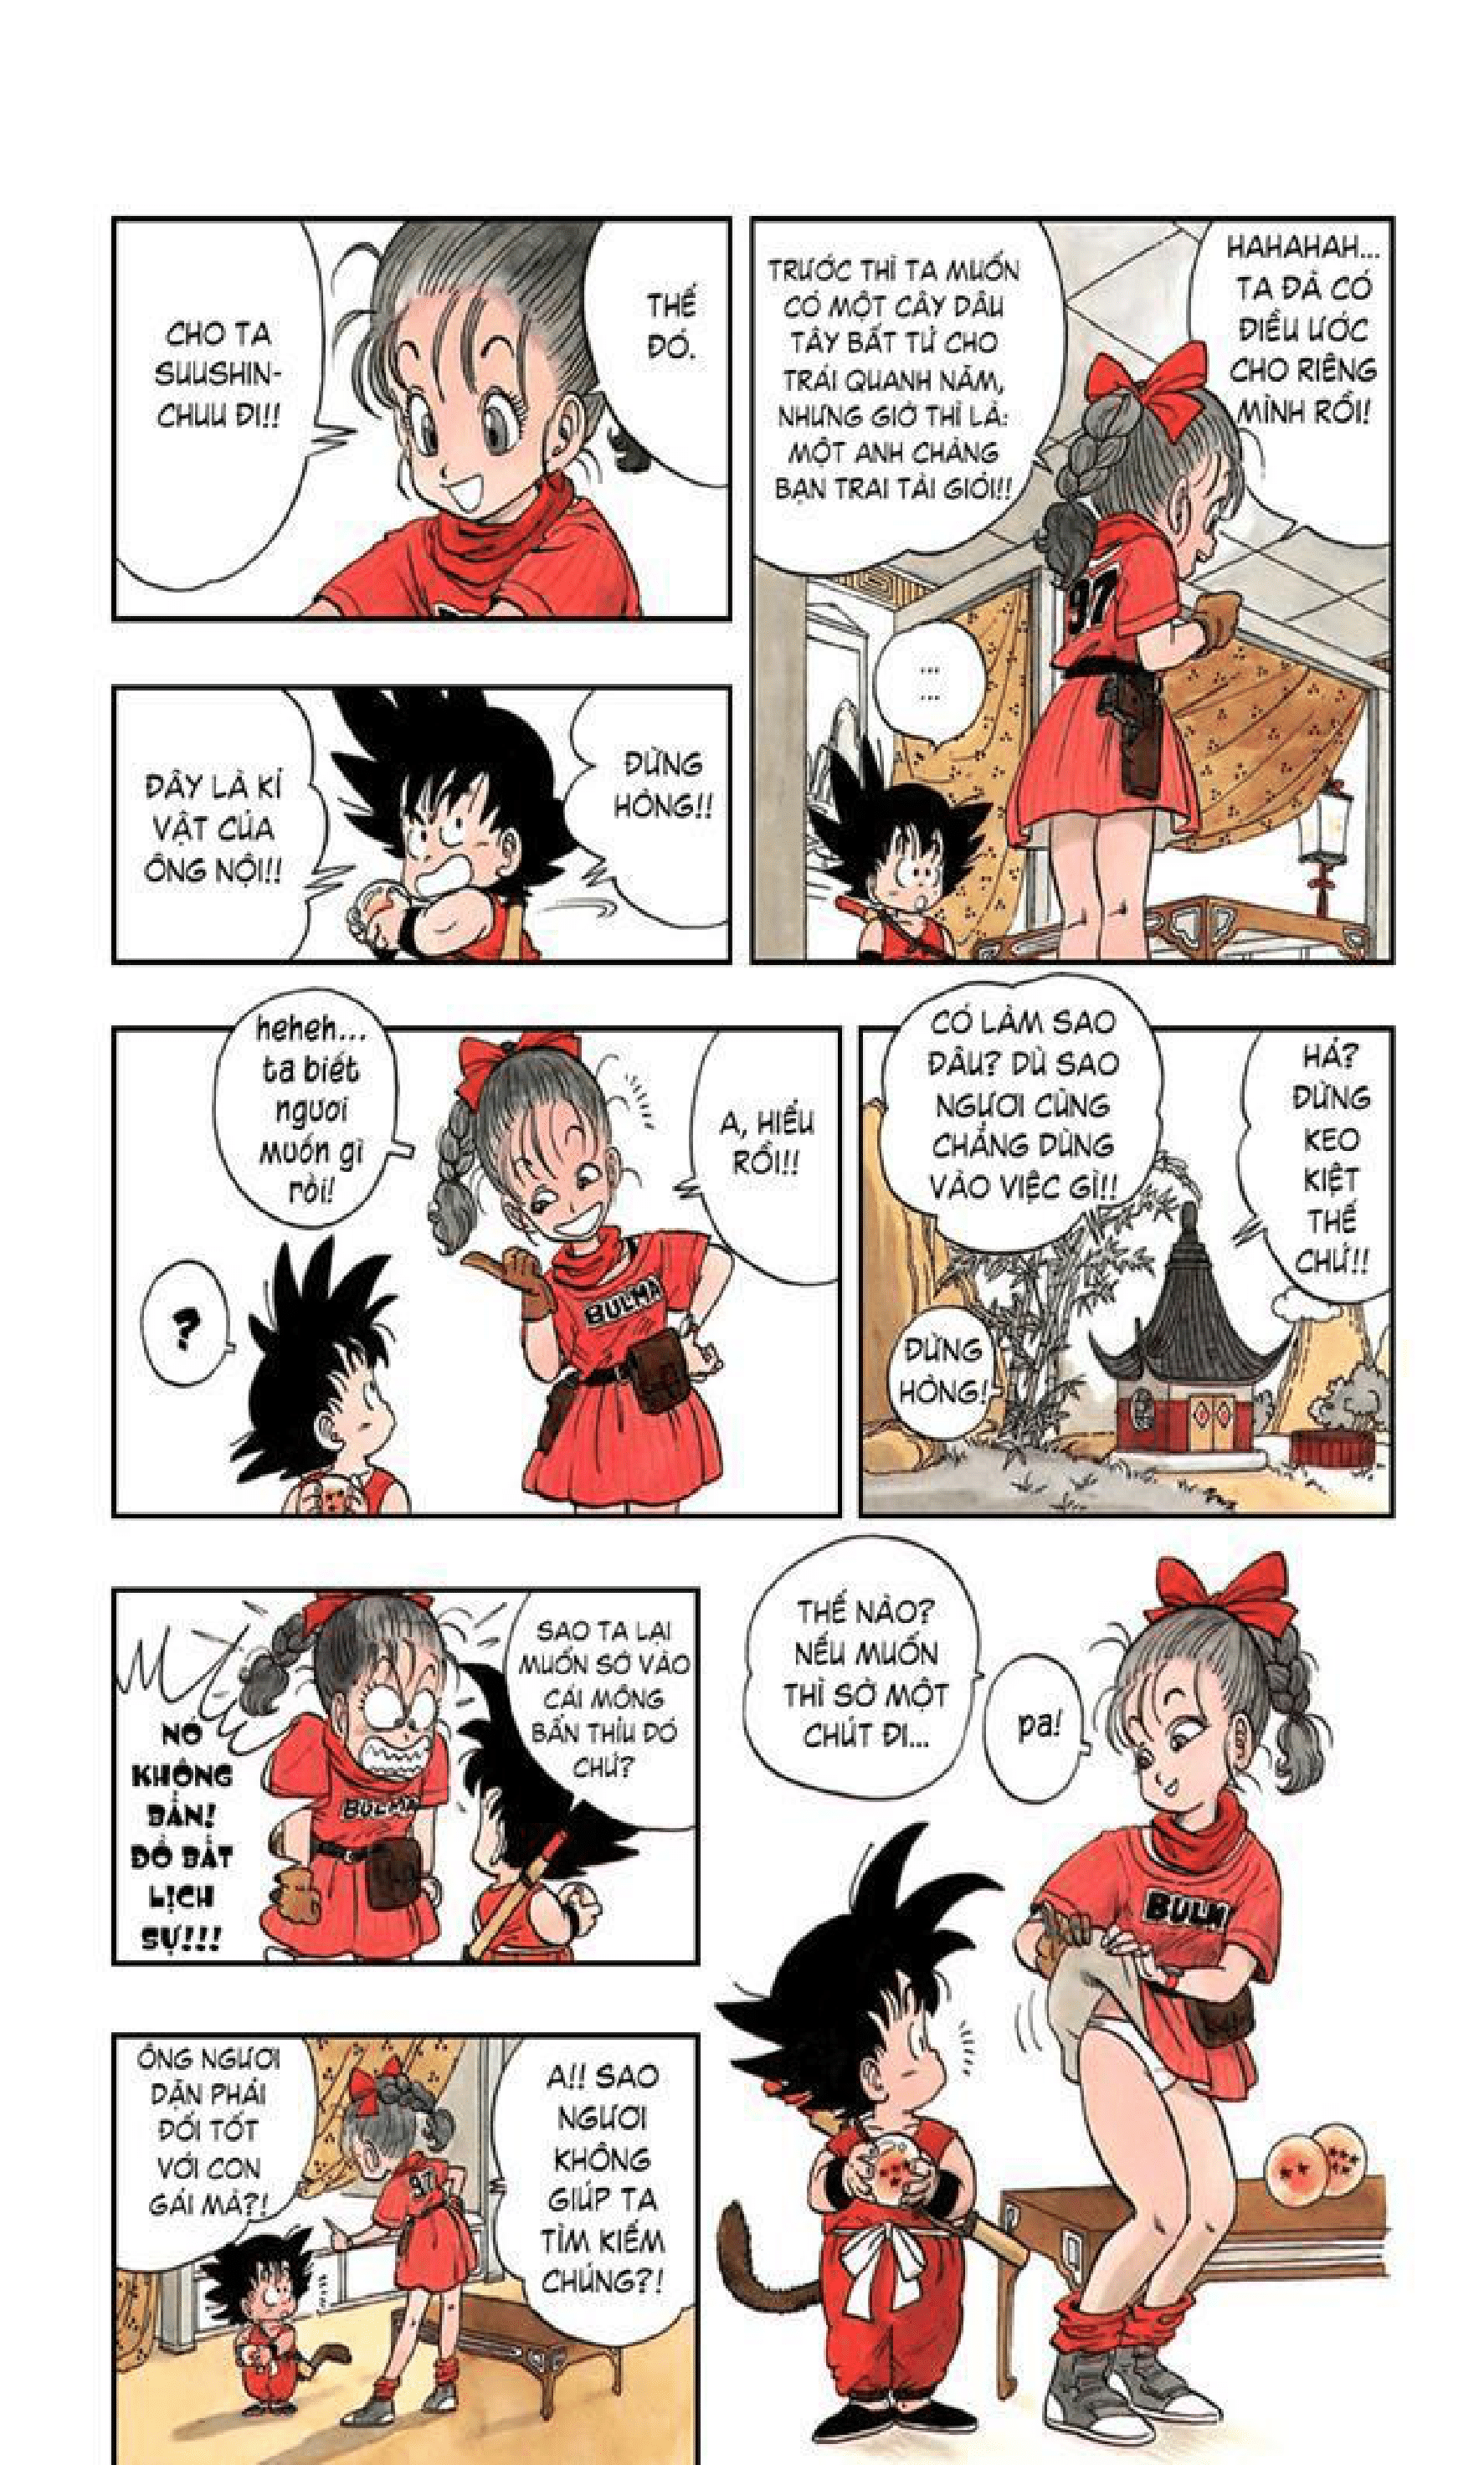 HAHAHAH...
TA ĐÃ CÓ
ĐIỀU ƯỚC
CHO RIÊNG
MÌNH RỒI!
TRƯỚC THÌ TA MUỐN
CÓ MỘT CÂY DÂU
TÂY BẤT TỬ CHO
TRÁI QUANH NĂM,
NHƯNG GIỜ THÌ LÀ:
MỘT ANH CHÀNG
BẠN TRAI TÀI GIỎI!!
97
...
...
THẾ
ĐÓ.
CHO TA
SUUSHIN-
CHUU ĐI!!
ĐỪNG
HÒNG!!
ĐÂY LÀ KỈ
VẬT CỦA
ÔNG NỘI!!
HẢ?
ĐỪNG
KEO
KIỆT
THẾ
CHỨ!!
CÓ LÀM SAO
ĐÂU? DÙ SAO
NGƯƠI CŨNG
CHẲNG DÙNG
VÀO VIỆC GÌ!!
ĐỪNG
HÒNG!
A, HIỂU
RỒI!!
heheh...
ta biết
ngươi
muốn gì
rồi!
BULMA
?
pa!
THẾ NÀO?
NẾU MUỐN
THÌ SỜ MỘT
CHÚT ĐI...
BULM
SAO TA LẠI
MUỐN SỜ VÀO
CÁI MÔNG
BẨN THỈU ĐÓ
CHỨ?
NÓ
KHÔNG
BẨN!
ĐỒ BẤT
LỊCH
SỰ!!!
BULMA
A!! SAO
NGƯƠI
KHÔNG
GIÚP TA
TÌM KIẾM
CHÚNG?!
ÔNG NGƯƠI
DẶN PHẢI
ĐỐI TỐT
VỚI CON
GÁI MÀ?!
97